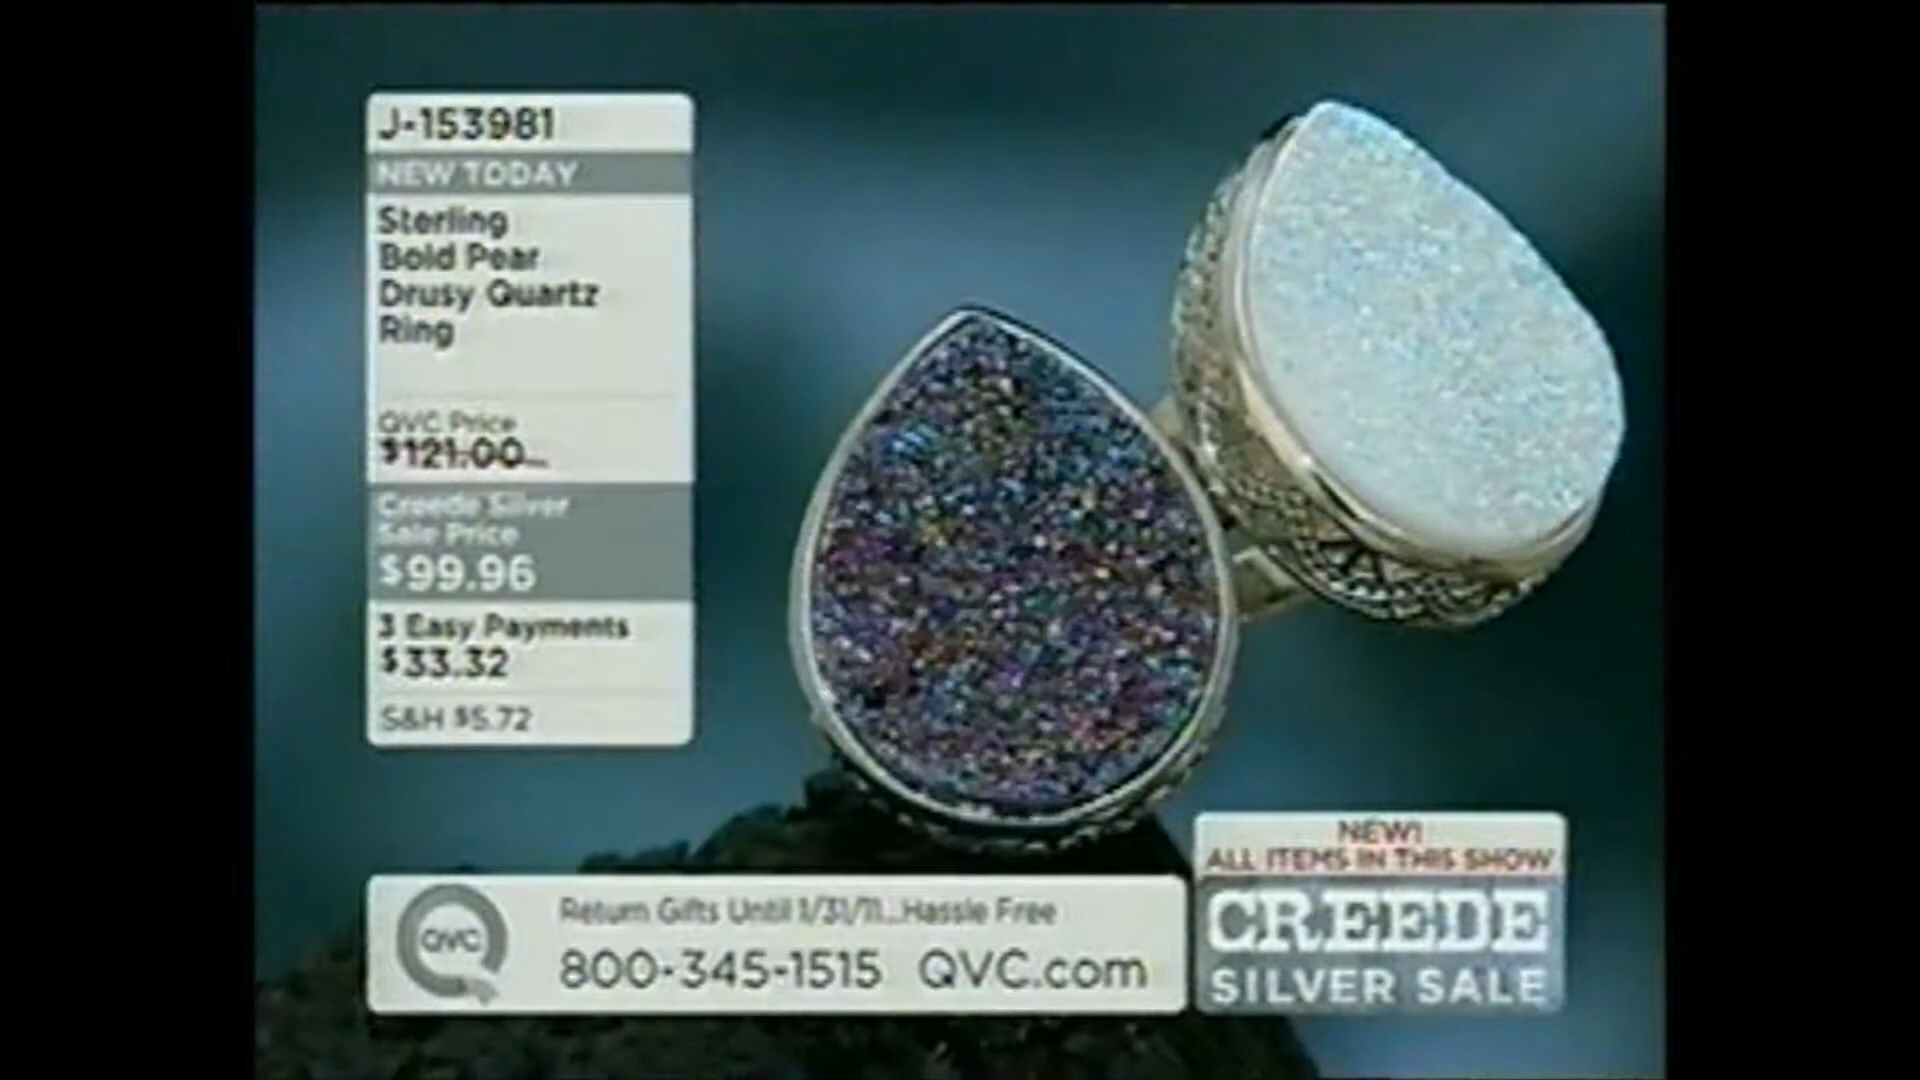 J-153981
NEW TODAY
Sterling
Bold Pear
Drusy Quartz
Ring
QVC Price
$121.00
Creede Silver
Sale Price
$99.96
3 Easy Payments
$33.32
S&H $5.72
QVC
Return Gifts Until 1/31/11...Hassle Free
800-345-1515 QVC.com
NEW!
ALL ITEMS IN THIS SHOW
CREEDE
SILVER SALE